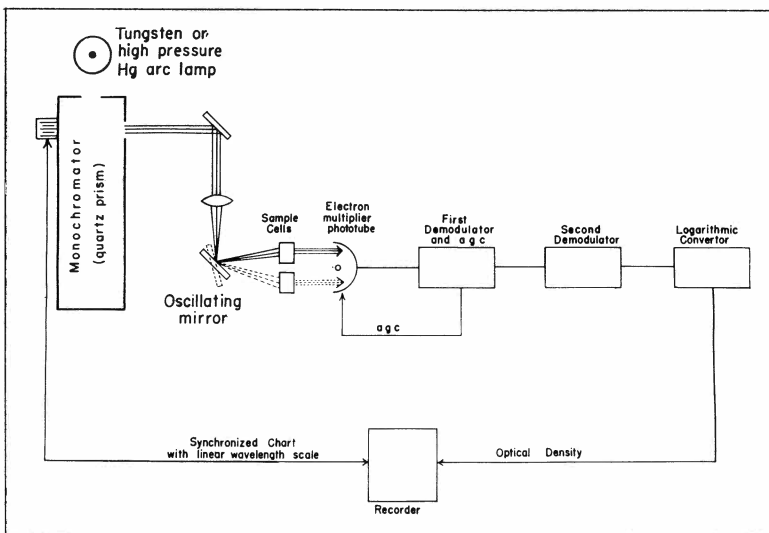 Tungsten or
high pressure
Hg arc lamp
Monochromator
(quartz prism)
Sample
Cells
Electron
multiplier
phototube
First
Demodulator
and agc
Second
Demodulator
Logarithmic
Convertor
Oscillating
mirror
agc
Synchronized Chart
with linear wavelength scale
Optical Density
Recorder